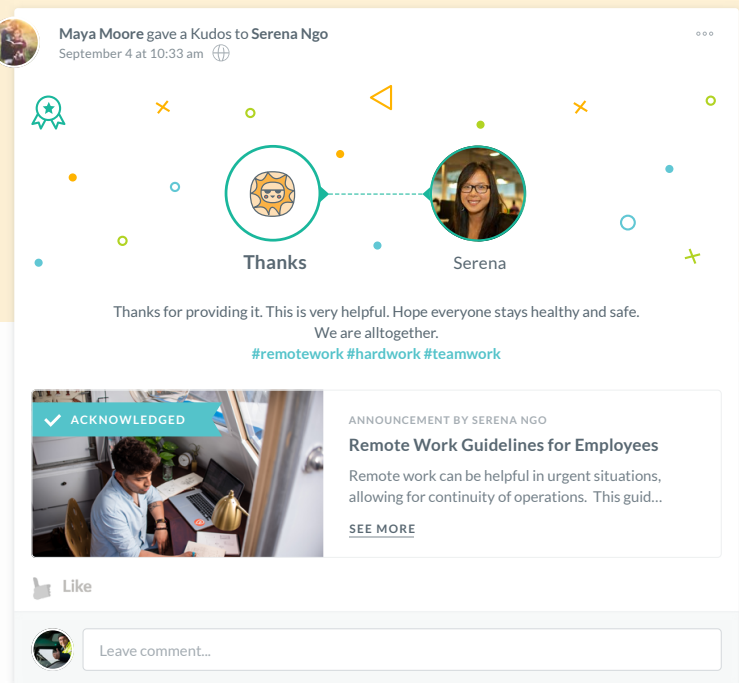 Maya Moore gave a Kudos to Serena Ngo
September 4 at 10:33 am
Thanks
Serena
Thanks for providing it. This is very helpful. Hope everyone stays healthy and safe.
We are alltogether.
#remotework #hardwork #teamwork
ACKNOWLEDGED
ANNOUNCEMENT BY SERENA NGO
Remote Work Guidelines for Employees
Remote work can be helpful in urgent situations,
allowing for continuity of operations. This guid...
SEE MORE
Like
Leave comment...